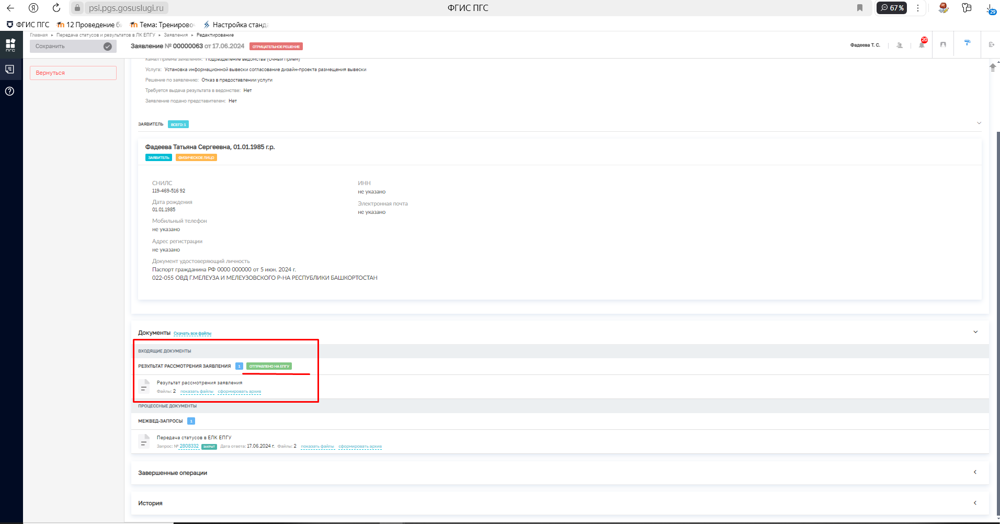 psi.pgs.gosuslugi.ru
ФГИС ПГС
67%
29
ФГИС ПГС
12 Проведение би
Тема: Тренирово
Настройка станда
Главная ▸ Передача статусов и результатов в ЛК ЕПГУ ▸ Заявления ▸ Редактирование
ПГС
Сохранить
Заявление № 00000063 от 17.06.2024
ОТРИЦАТЕЛЬНОЕ РЕШЕНИЕ
Фадеева Т. С.
20
Вернуться
Канал приема заявления: Подразделение ведомства (Очный прием)
Услуга: Установка информационной вывески согласование дизайн-проекта размещения вывески
Решение по заявлению: Отказ в предоставлении услуги
Требуется выдача результата в ведомстве: Нет
Заявление подано представителем: Нет
ЗАЯВИТЕЛЬ ВСЕГО: 1
Фадеева Татьяна Сергеевна, 01.01.1985 г.р.
ЗАЯВИТЕЛЬ ФИЗИЧЕСКОЕ ЛИЦО
СНИЛС
119-469-516 92
Дата рождения
01.01.1985
Мобильный телефон
не указано
Адрес регистрации
не указано
ИНН
не указано
Электронная почта
не указано
Документ удостоверяющий личность
Паспорт гражданина РФ 0000 000000 от 5 июн. 2024 г.
022-055 ОВД Г.МЕЛЕУЗА И МЕЛЕУЗОВСКОГО Р-НА РЕСПУБЛИКИ БАШКОРТОСТАН
Документы Скачать все файлы
ВХОДЯЩИЕ ДОКУМЕНТЫ
РЕЗУЛЬТАТ РАССМОТРЕНИЯ ЗАЯВЛЕНИЯ 1 ОТПРАВЛЕНО НА ЕПГУ
Результат рассмотрения заявления
Файлы: 2 показать файлы сформировать архив
ПРОЦЕССНЫЕ ДОКУМЕНТЫ
МЕЖВЕД-ЗАПРОСЫ 1
Передача статусов в ЕЛК ЕПГУ
Запрос: № 2808332 ЗАКРЫТ Дата ответа: 17.06.2024 г. Файлы: 2 показать файлы сформировать архив
Завершенные операции
История